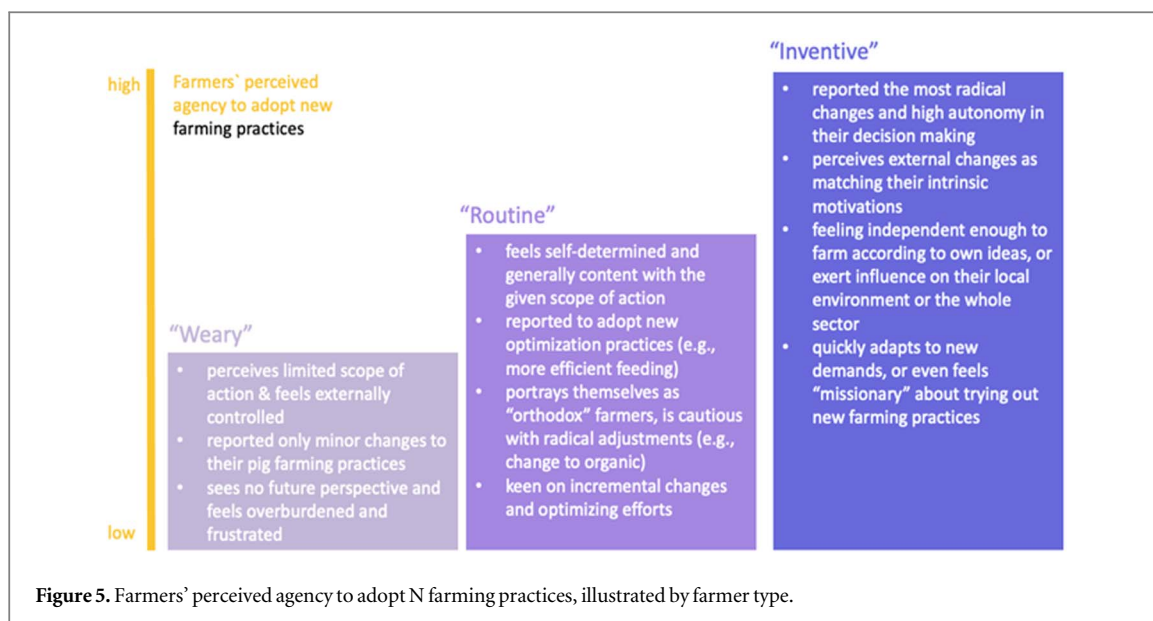 "Inventive"
high
Farmers` perceived
agency to adopt new
farming practices
• reported the most radical
changes and high autonomy in
their decision making
• perceives external changes as
matching their intrinsic
motivations
• feeling independent enough to
farm according to own ideas, or
exert influence on their local
environment or the whole
sector
• quickly adapts to new
demands, or even feels
"missionary" about trying out
new farming practices
"Routine"
• feels self-determined and
generally content with the
given scope of action
• reported to adopt new
optimization practices (e.g.,
more efficient feeding)
• portrays themselves as
"orthodox" farmers, is cautious
with radical adjustments (e.g.,
change to organic)
• keen on incremental changes
and optimizing efforts
"Weary"
• perceives limited scope of
action & feels externally
controlled
• reported only minor changes to
their pig farming practices
• sees no future perspective and
feels overburdened and
frustrated
low
Figure 5. Farmers' perceived agency to adopt N farming practices, illustrated by farmer type.